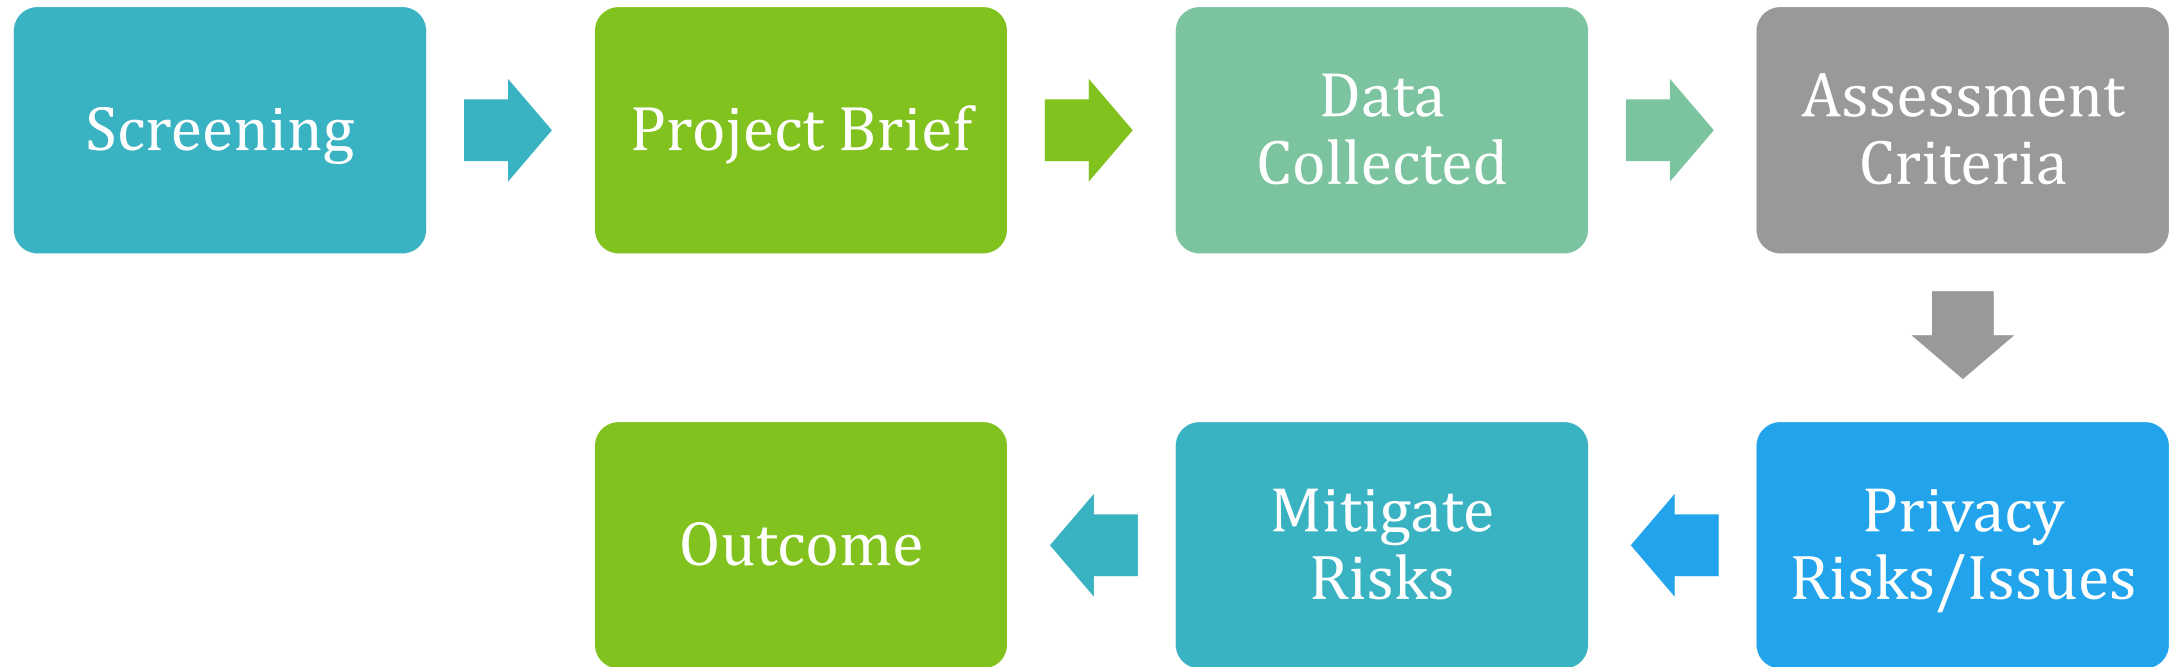 Screening
Project Brief
Data
Collected
Assessment
Criteria
Privacy
Risks/Issues
Mitigate
Risks
Outcome